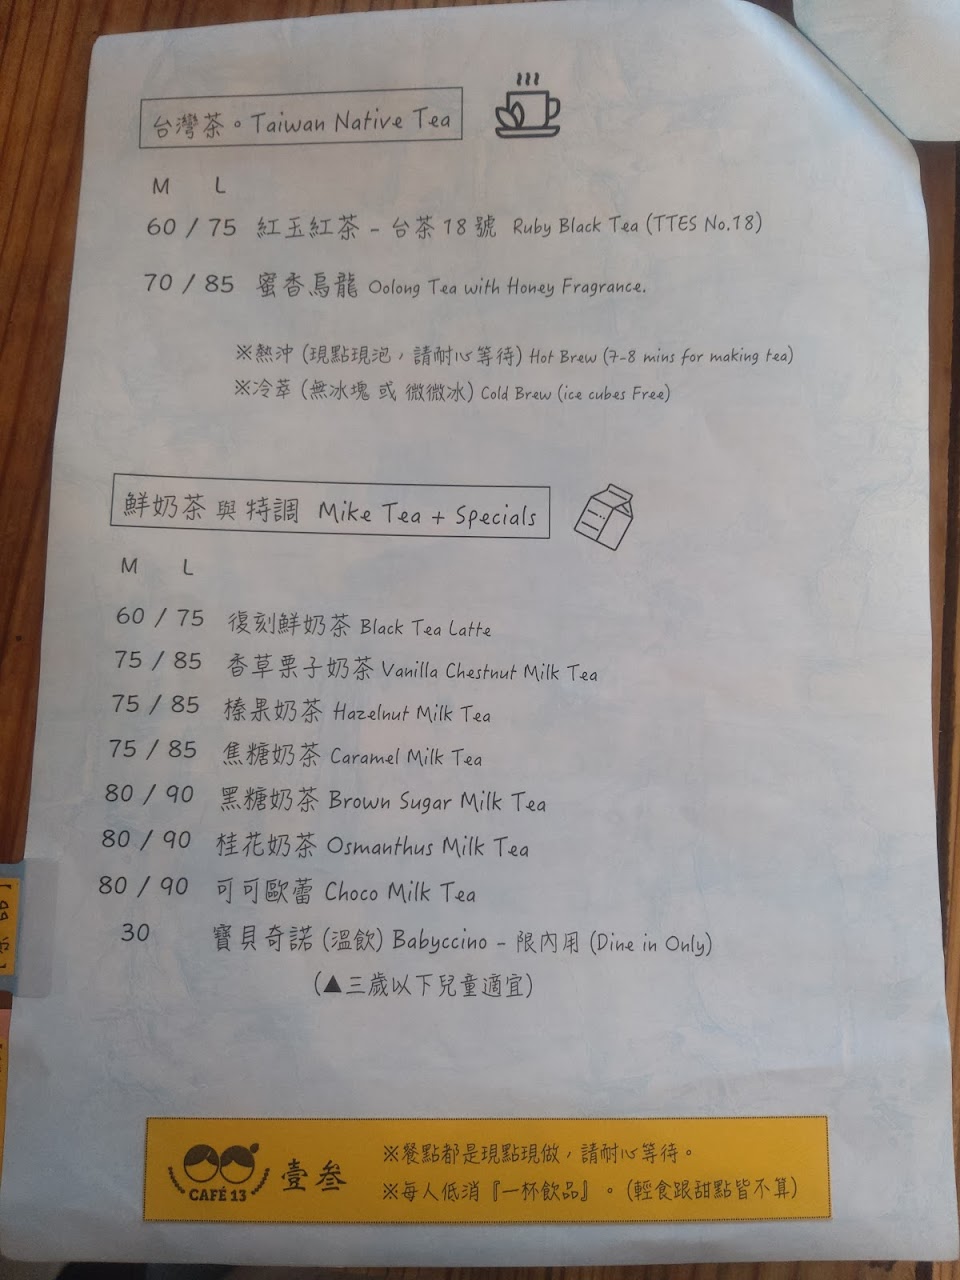 台灣茶。Taiwan Native Tea
M L
60 / 75 紅玉紅茶 - 台茶18號 Ruby Black Tea (TTES No.18)
70 / 85 蜜香烏龍 Oolong Tea with Honey Fragrance.
※熱沖 (現點現泡，請耐心等待) Hot Brew (7-8 mins for making tea)
※冷萃 (無冰塊 或 微微冰) Cold Brew (ice cubes Free)
鮮奶茶 與 特調 Mike Tea + Specials
M L
60 / 75 復刻鮮奶茶 Black Tea Latte
75 / 85 香草栗子奶茶 Vanilla Chestnut Milk Tea
75 / 85 榛果奶茶 Hazelnut Milk Tea
75 / 85 焦糖奶茶 Caramel Milk Tea
80 / 90 黑糖奶茶 Brown Sugar Milk Tea
80 / 90 桂花奶茶 Osmanthus Milk Tea
80 / 90 可可歐蕾 Choco Milk Tea
30 寶貝奇諾 (溫飲) Babyccino - 限內用 (Dine in Only)
(▲三歲以下兒童適宜)
CAFÉ 13 壹叁
※餐點都是現點現做，請耐心等待。
※每人低消『一杯飲品』。(輕食跟甜點皆不算)